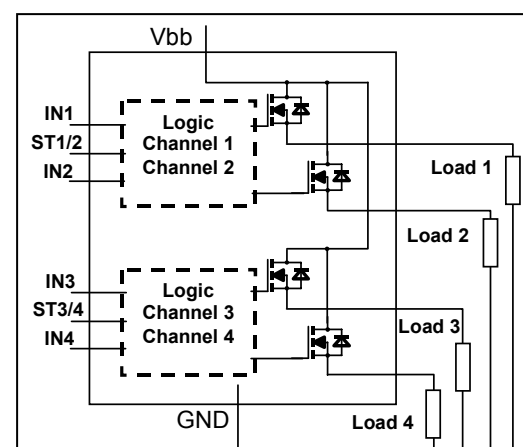 Vbb
IN1
ST1/2
IN2
Logic
Channel 1
Channel 2
Load 1
Load 2
IN3
ST3/4
IN4
Logic
Channel 3
Channel 4
Load 3
GND
Load 4